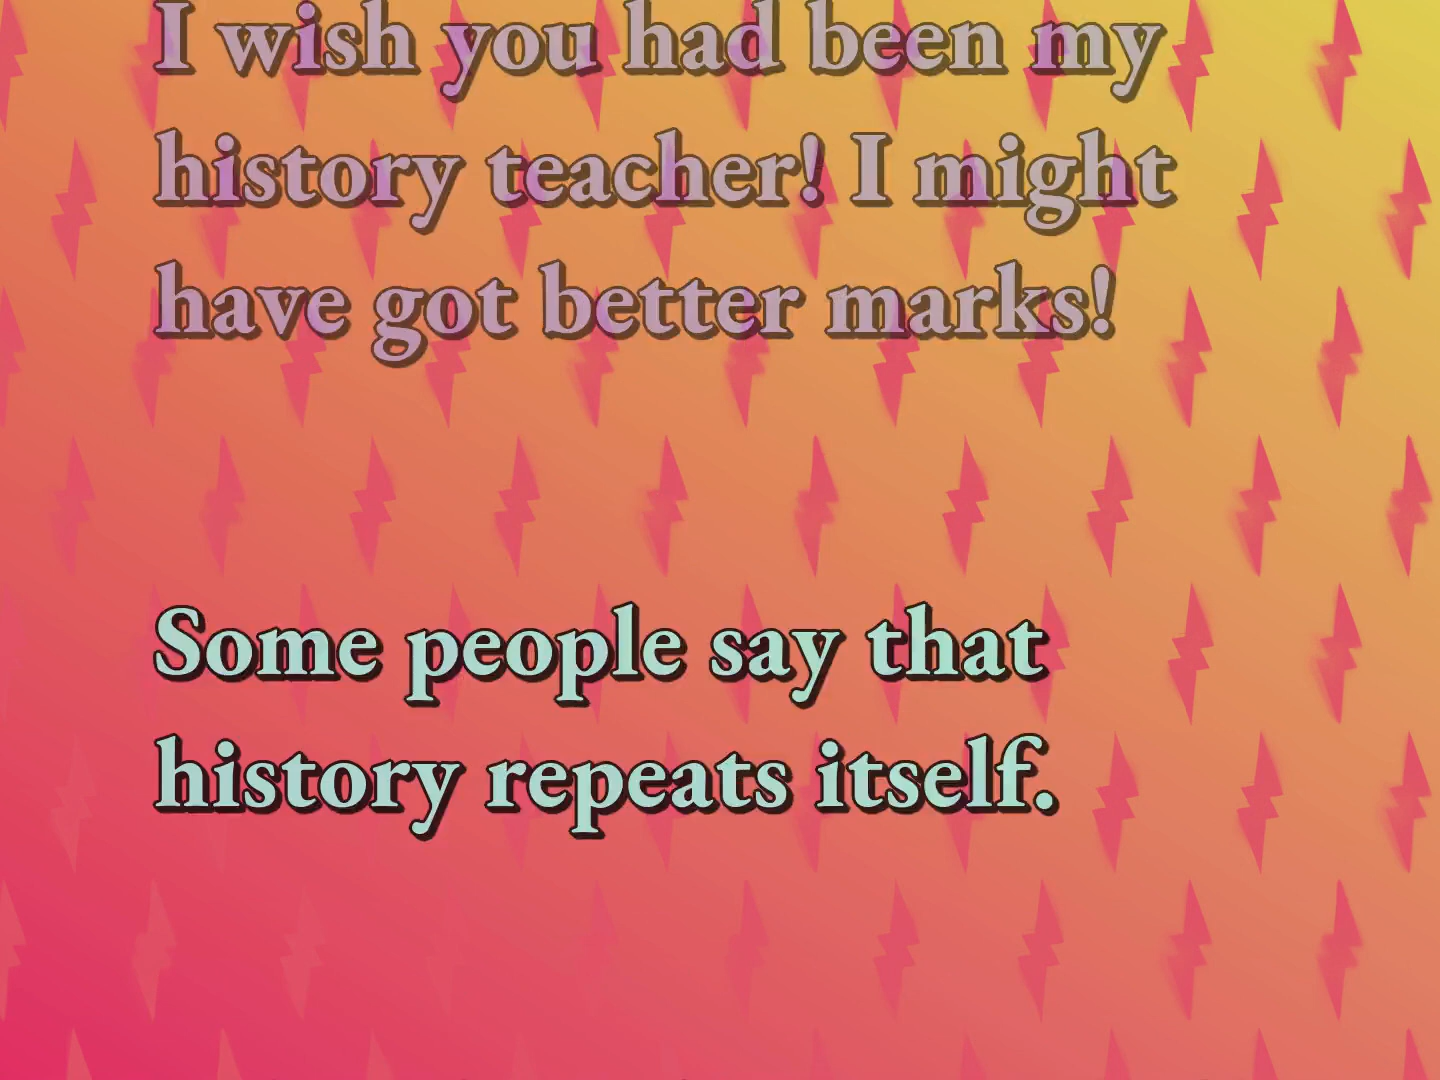 I wish you had been my
history teacher! I might
have got better marks!
Some people say that
history repeats itself.